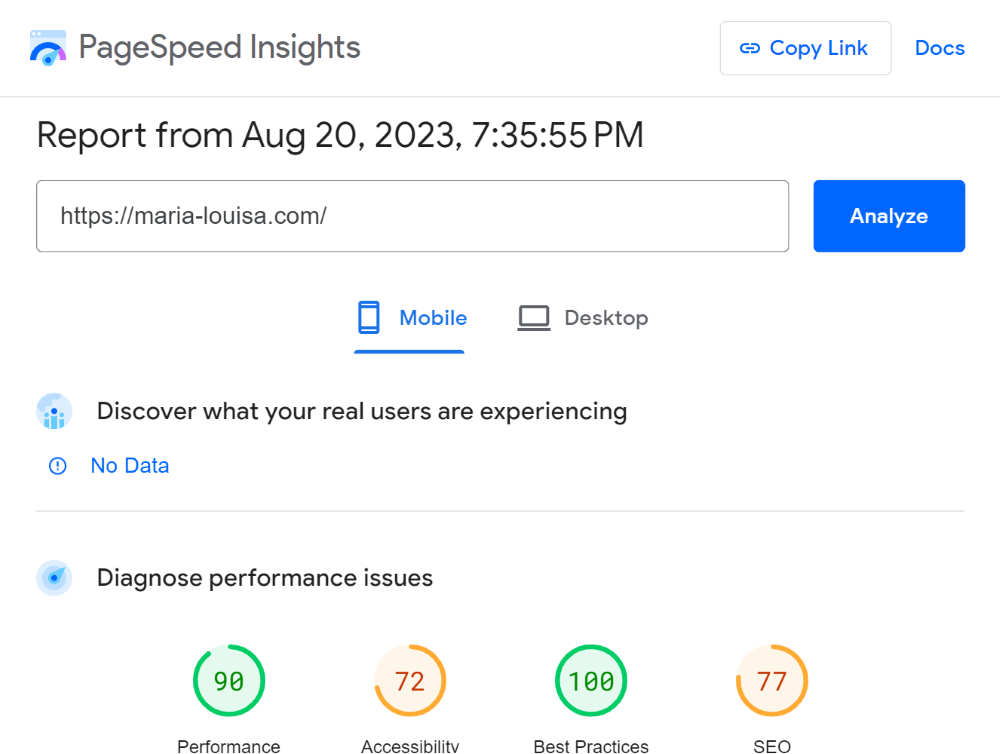 PageSpeed Insights
Copy Link
Docs
Report from Aug 20, 2023, 7:35:55 PM
https://maria-louisa.com/
Analyze
Mobile
Desktop
Discover what your real users are experiencing
No Data
Diagnose performance issues
90
72
100
77
Performance
Accessibility
Best Practices
SEO